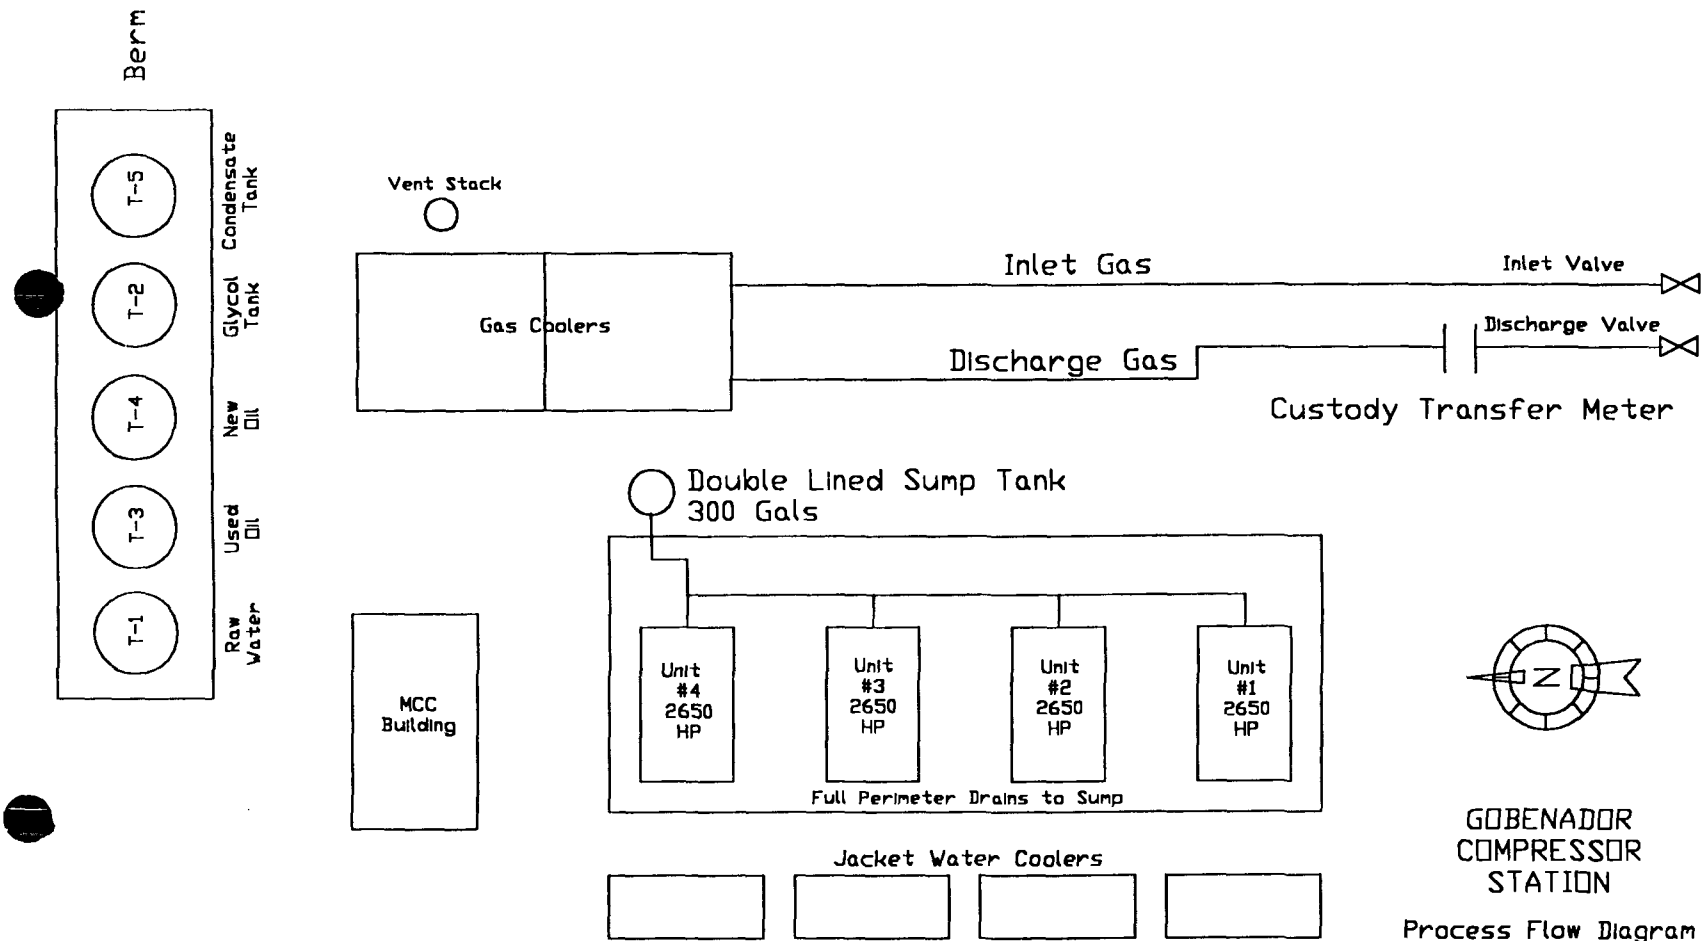 Berm
T-5
Condensate
Tank
T-2
Glycol
Tank
T-4
New
Oil
T-3
Used
Oil
T-1
Raw
Water
Vent Stack
Gas Coolers
Inlet Gas
Inlet Valve
Discharge Gas
Discharge Valve
Custody Transfer Meter
Double Lined Sump Tank
300 Gals
MCC
Building
Unit
#4
2650
HP
Unit
#3
2650
HP
Unit
#2
2650
HP
Unit
#1
2650
HP
Full Perimeter Drains to Sump
Jacket Water Coolers
N
GOBENADOR
COMPRESSOR
STATION
Process Flow Diagram